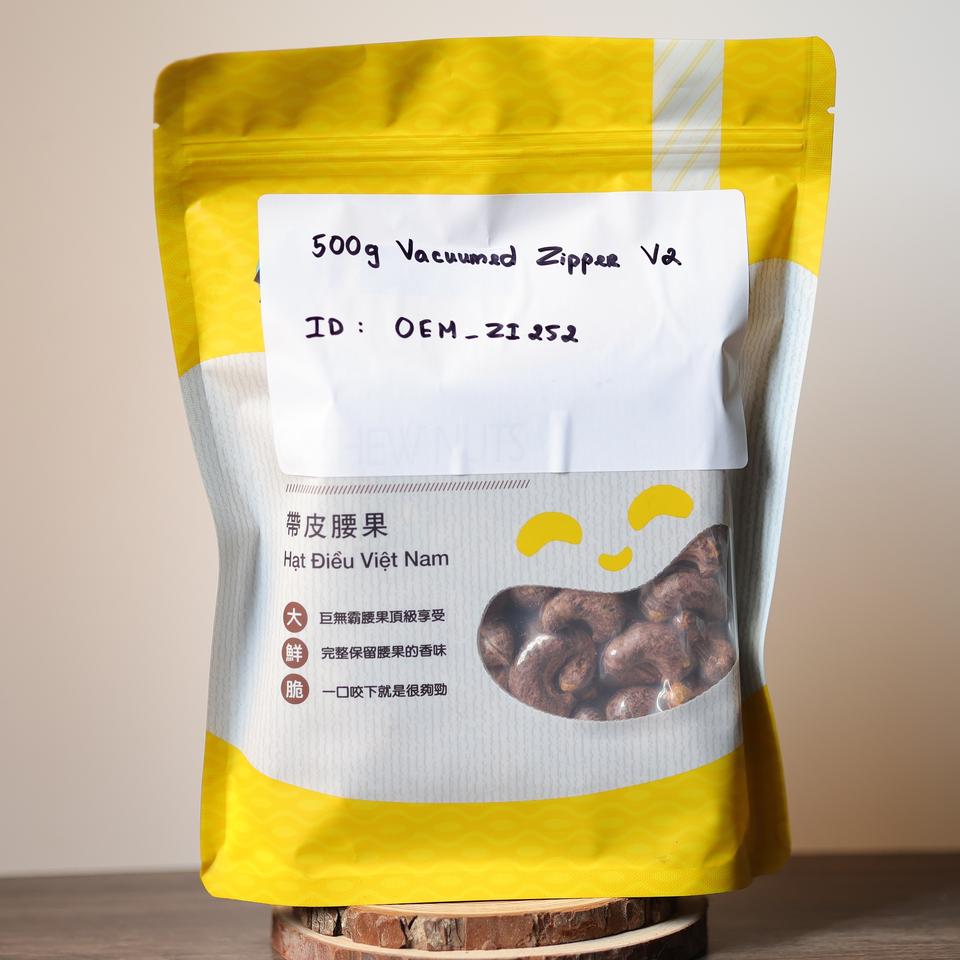 500g Vacuumed Zipper V2
ID: OEM_ZI252
NUTS
帶皮腰果
Hạt Điều Việt Nam
大 巨無霸腰果頂級享受
鮮 完整保留腰果的香味
脆 一口咬下就是很夠勁